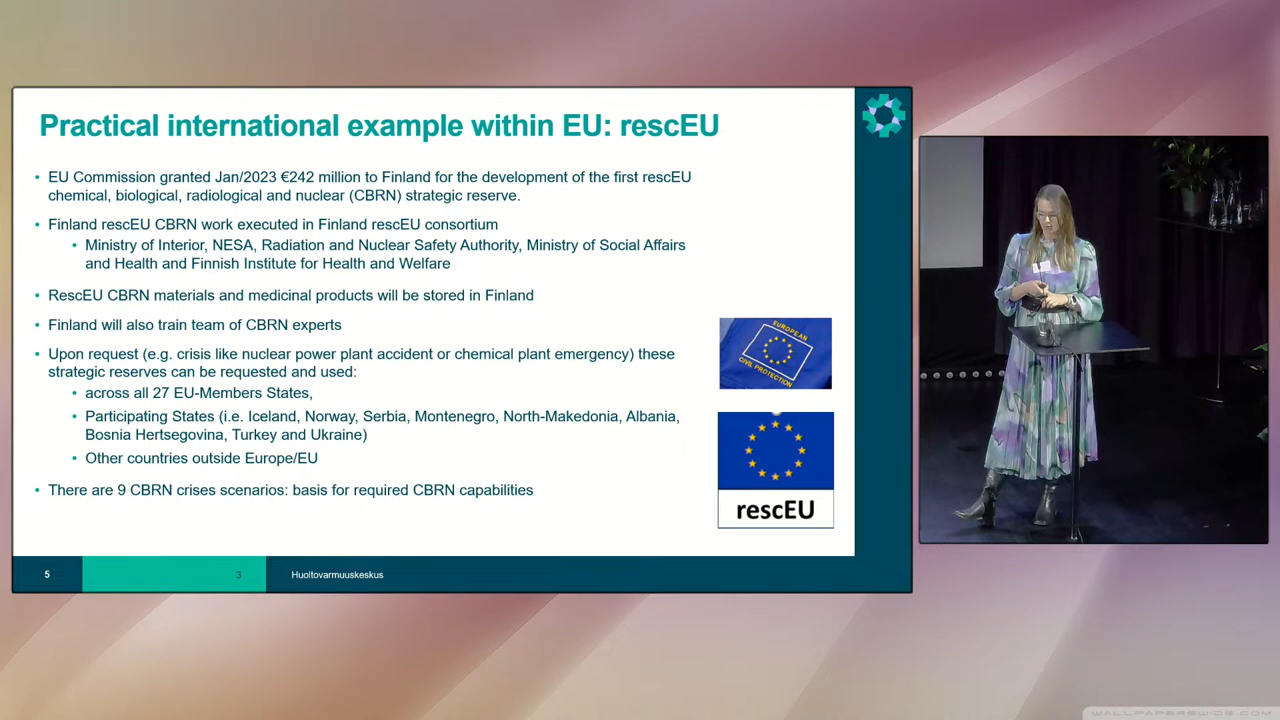 Practical international example within EU: rescEU
• EU Commission granted Jan/2023 €242 million to Finland for the development of the first rescEU
chemical, biological, radiological and nuclear (CBRN) strategic reserve.
• Finland rescEU CBRN work executed in Finland rescEU consortium
• Ministry of Interior, NESA, Radiation and Nuclear Safety Authority, Ministry of Social Affairs
and Health and Finnish Institute for Health and Welfare
• RescEU CBRN materials and medicinal products will be stored in Finland
• Finland will also train team of CBRN experts
• Upon request (e.g. crisis like nuclear power plant accident or chemical plant emergency) these
strategic reserves can be requested and used:
• across all 27 EU-Members States,
• Participating States (i.e. Iceland, Norway, Serbia, Montenegro, North-Makedonia, Albania,
Bosnia Hertsegovina, Turkey and Ukraine)
• Other countries outside Europe/EU
• There are 9 CBRN crises scenarios: basis for required CBRN capabilities
EUROPEAN
CIVIL PROTECTION
rescEU
5
3
Huoltovarmuuskeskus
WALLPAPERSWIDE.COM